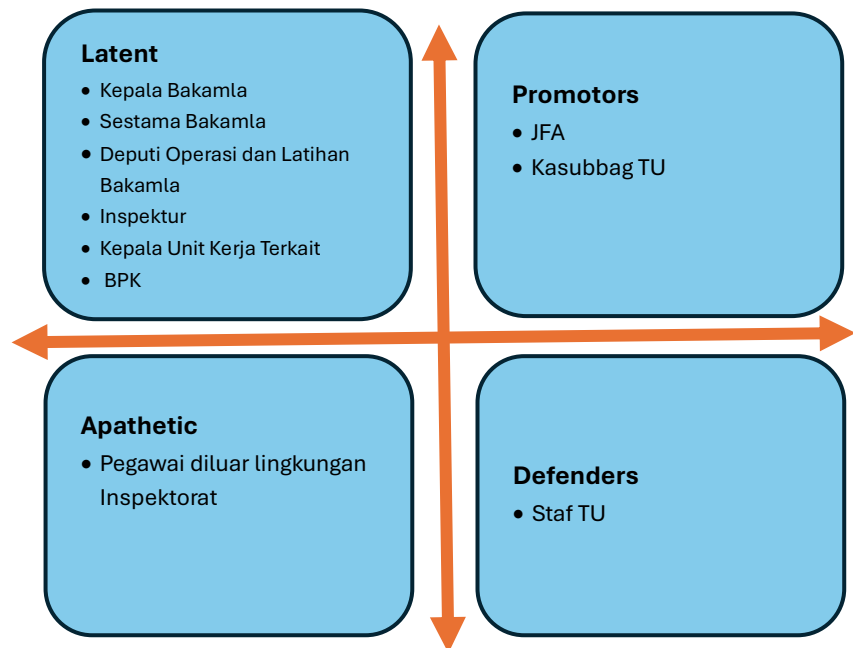 Latent
• Kepala Bakamla
• Sestama Bakamla
• Deputi Operasi dan Latihan
Bakamla
• Inspektur
• Kepala Unit Kerja Terkait
• BPK
Promotors
• JFA
• Kasubbag TU
Apathetic
• Pegawai diluar lingkungan
Inspektorat
Defenders
• Staf TU